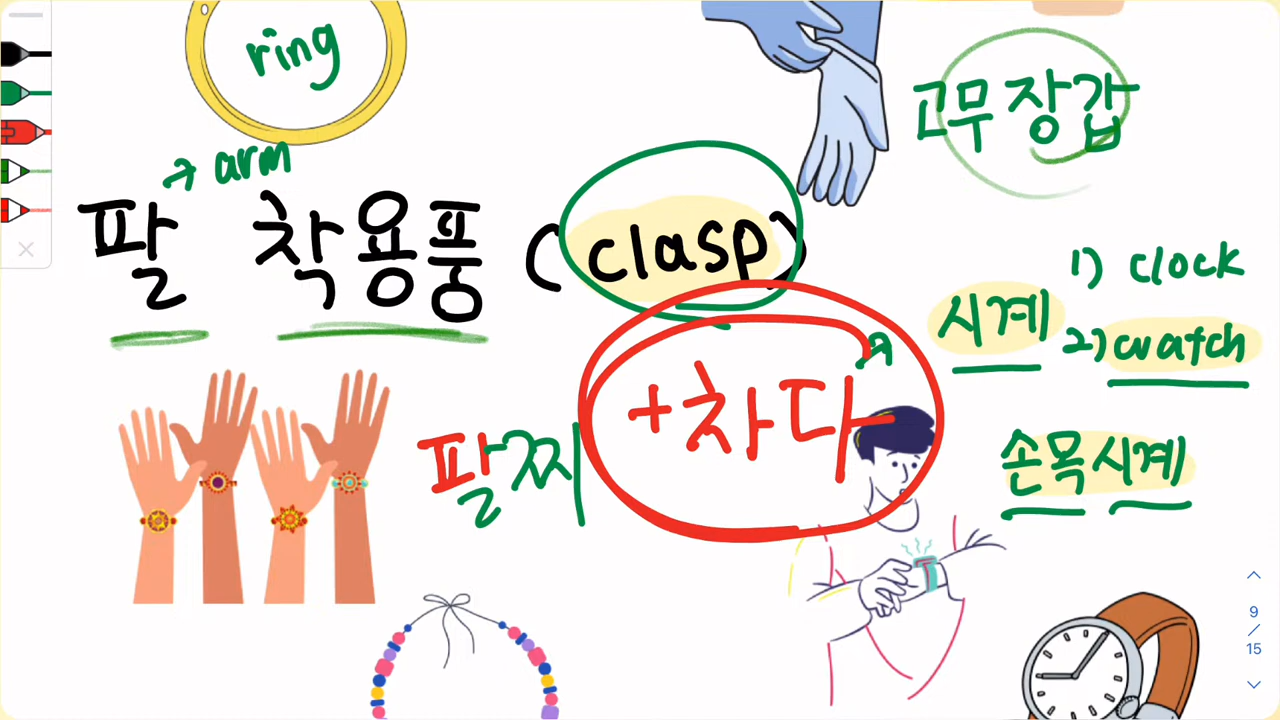 ring
고무장갑
→ arm
팔 착용풍 (clasp)
1) clock
시계
2) watch
+차다
팔찌
손목시계
9
/
15